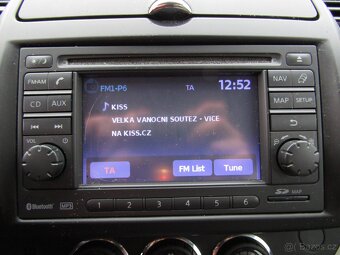 FM1-P6 TA 12:52
KISS
VELKA VANOCNI SOUTEZ - VICE
NA KISS.CZ
TA FM List Tune
FM·AM
CD AUX
VOL
NAV
MAP SETUP
Bluetooth MP3
1 2 3 4 5 6
SD MAP